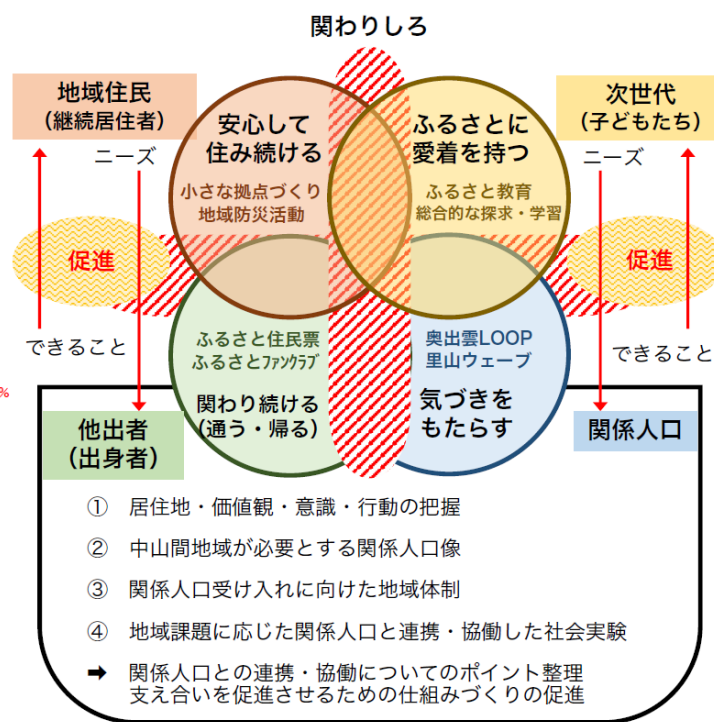 関わりしろ
地域住民
（継続居住者）
次世代
（子どもたち）
安心して
住み続ける
ふるさとに
愛着を持つ
ニーズ
ニーズ
小さな拠点づくり
地域防災活動
ふるさと教育
総合的な探求・学習
促進
促進
できること
できること
ふるさと住民票
ふるさとﾌｧﾝｸﾗﾌﾞ
奥出雲LOOP
里山ウェーブ
%
関わり続ける
（通う・帰る）
気づきを
もたらす
他出者
（出身者）
関係人口
① 居住地・価値観・意識・行動の把握
② 中山間地域が必要とする関係人口像
③ 関係人口受け入れに向けた地域体制
④ 地域課題に応じた関係人口と連携・協働した社会実験
➡ 関係人口との連携・協働についてのポイント整理
支え合いを促進させるための仕組みづくりの促進